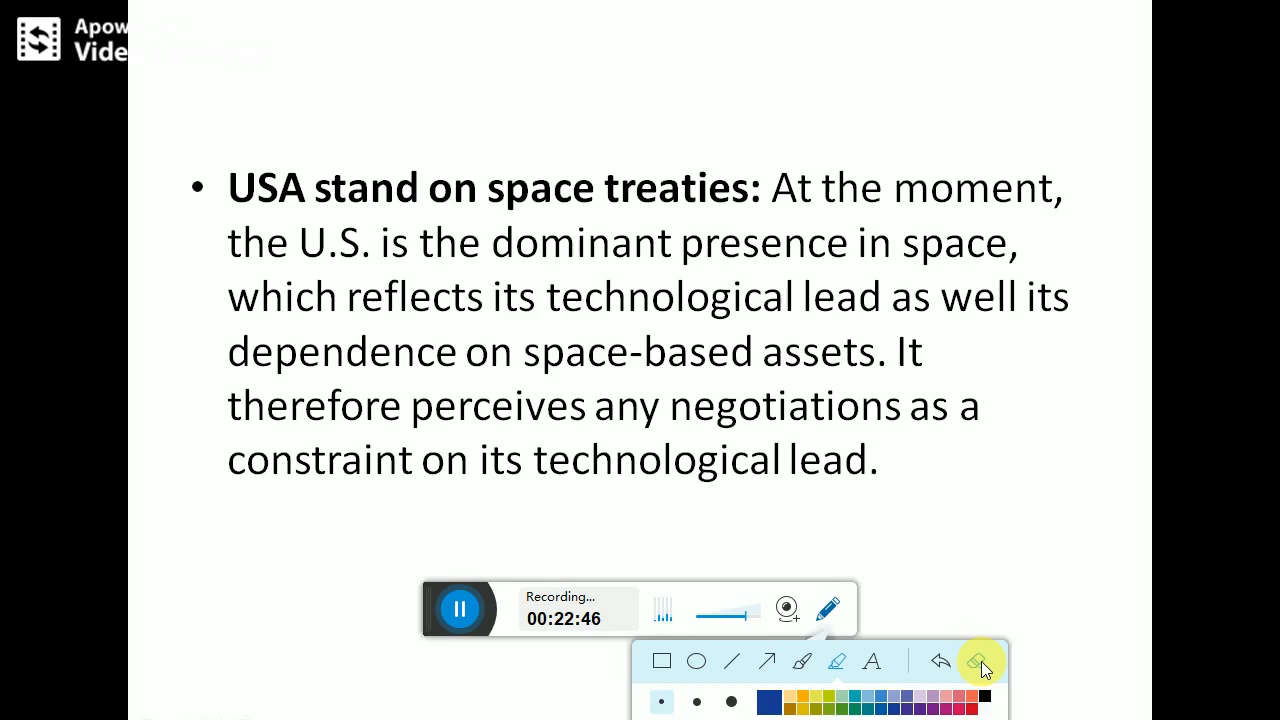 Apow
Vide
• USA stand on space treaties: At the moment,
the U.S. is the dominant presence in space,
which reflects its technological lead as well its
dependence on space-based assets. It
therefore perceives any negotiations as a
constraint on its technological lead.
Recording...
00:22:46
A